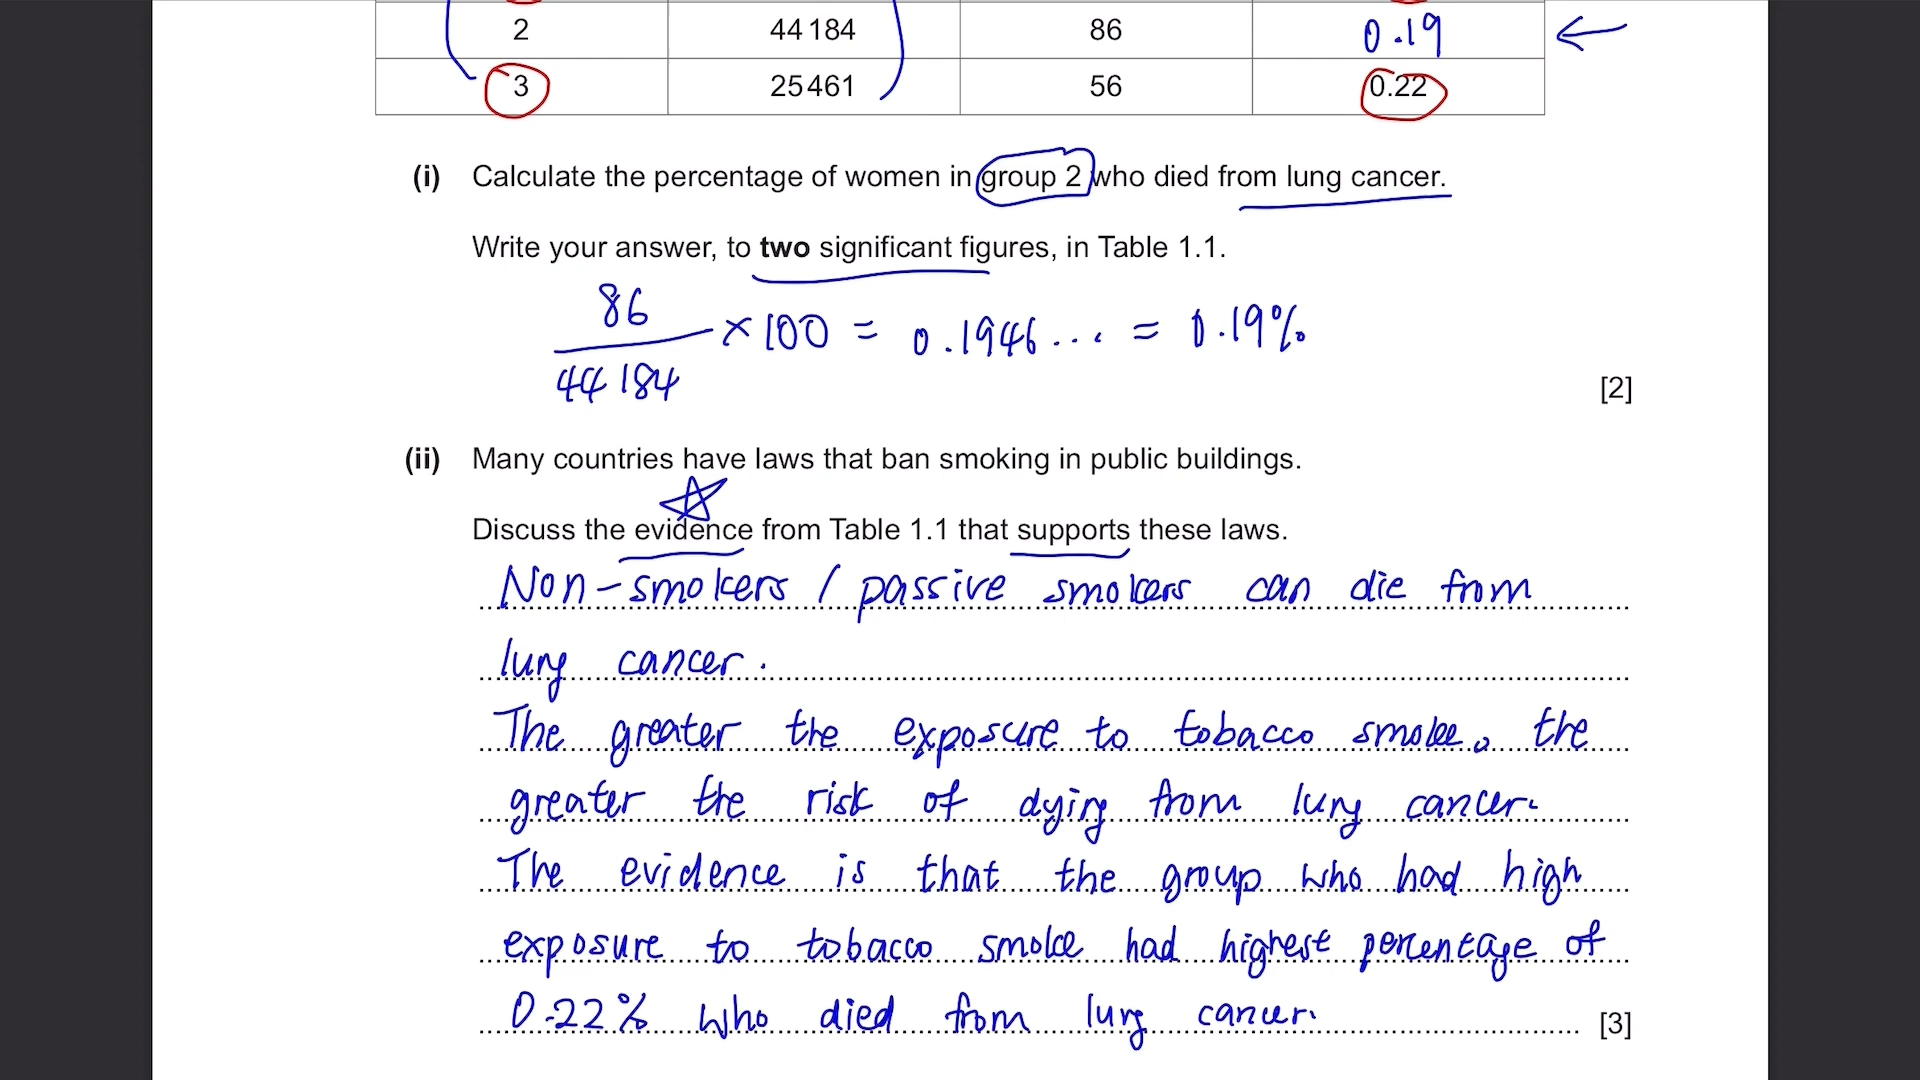 2 44 184 86 0.19
3 25 461 56 0.22
(i) Calculate the percentage of women in group 2 who died from lung cancer.
Write your answer, to two significant figures, in Table 1.1.
86
× 100 = 0.1946... = 0.19%
44 184
[2]
(ii) Many countries have laws that ban smoking in public buildings.
Discuss the evidence from Table 1.1 that supports these laws.
Non-smokers / passive smokers can die from
lung cancer.
The greater the exposure to tobacco smoke, the
greater the risk of dying from lung cancer.
The evidence is that the group who had high
exposure to tobacco smoke had highest percentage of
0.22% who died from lung cancer. [3]